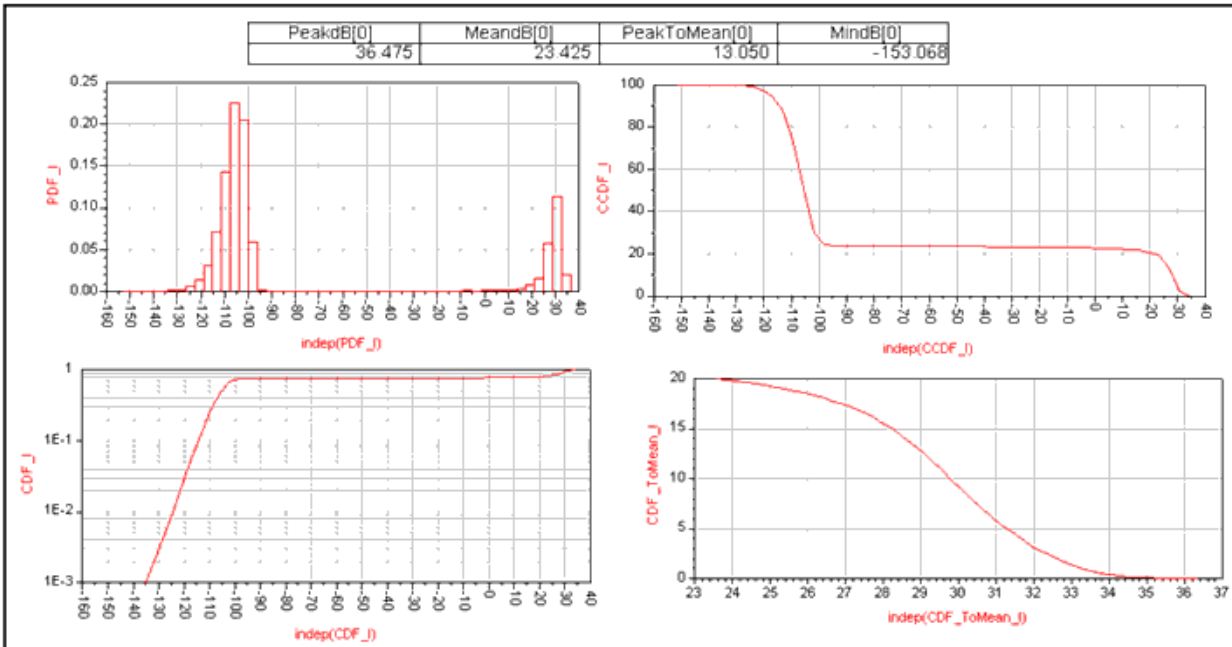 PeakdB[0] MeandB[0] PeakToMean[0] MindB[0]
36.475 23.425 13.050 -153.068
0.25
0.20
0.15
0.10
0.05
0.00
PDF_I
-160 -150 -140 -130 -120 -110 -100 -90 -80 -70 -60 -50 -40 -30 -20 -10 0 10 20 30 40
indep(PDF_I)
100
80
60
40
20
0
CCDF_I
-160 -150 -140 -130 -120 -110 -100 -90 -80 -70 -60 -50 -40 -30 -20 -10 0 10 20 30 40
indep(CCDF_I)
1
1E-1
1E-2
1E-3
CDF_I
-160 -150 -140 -130 -120 -110 -100 -90 -80 -70 -60 -50 -40 -30 -20 -10 0 10 20 30 40
indep(CDF_I)
20
15
10
5
0
CDF_ToMean_I
23 24 25 26 27 28 29 30 31 32 33 34 35 36 37
indep(CDF_ToMean_I)